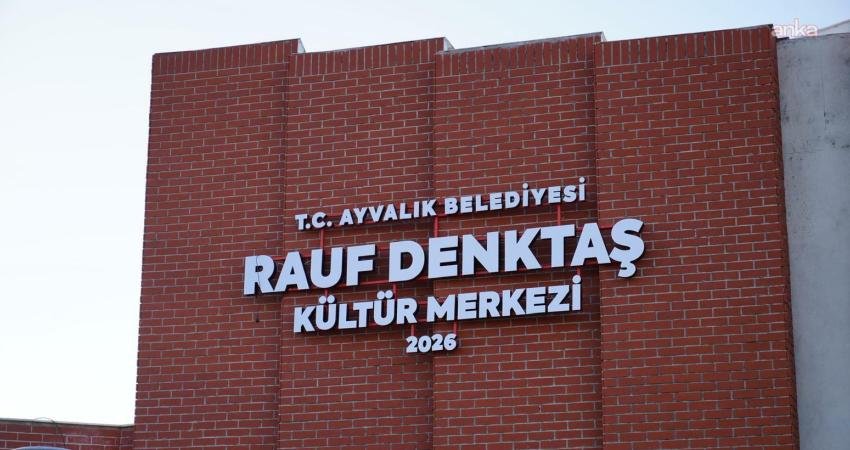 anka
T.C. AYVALIK BELEDİYESİ
RAUF DENKTAŞ
KÜLTÜR MERKEZİ
2026